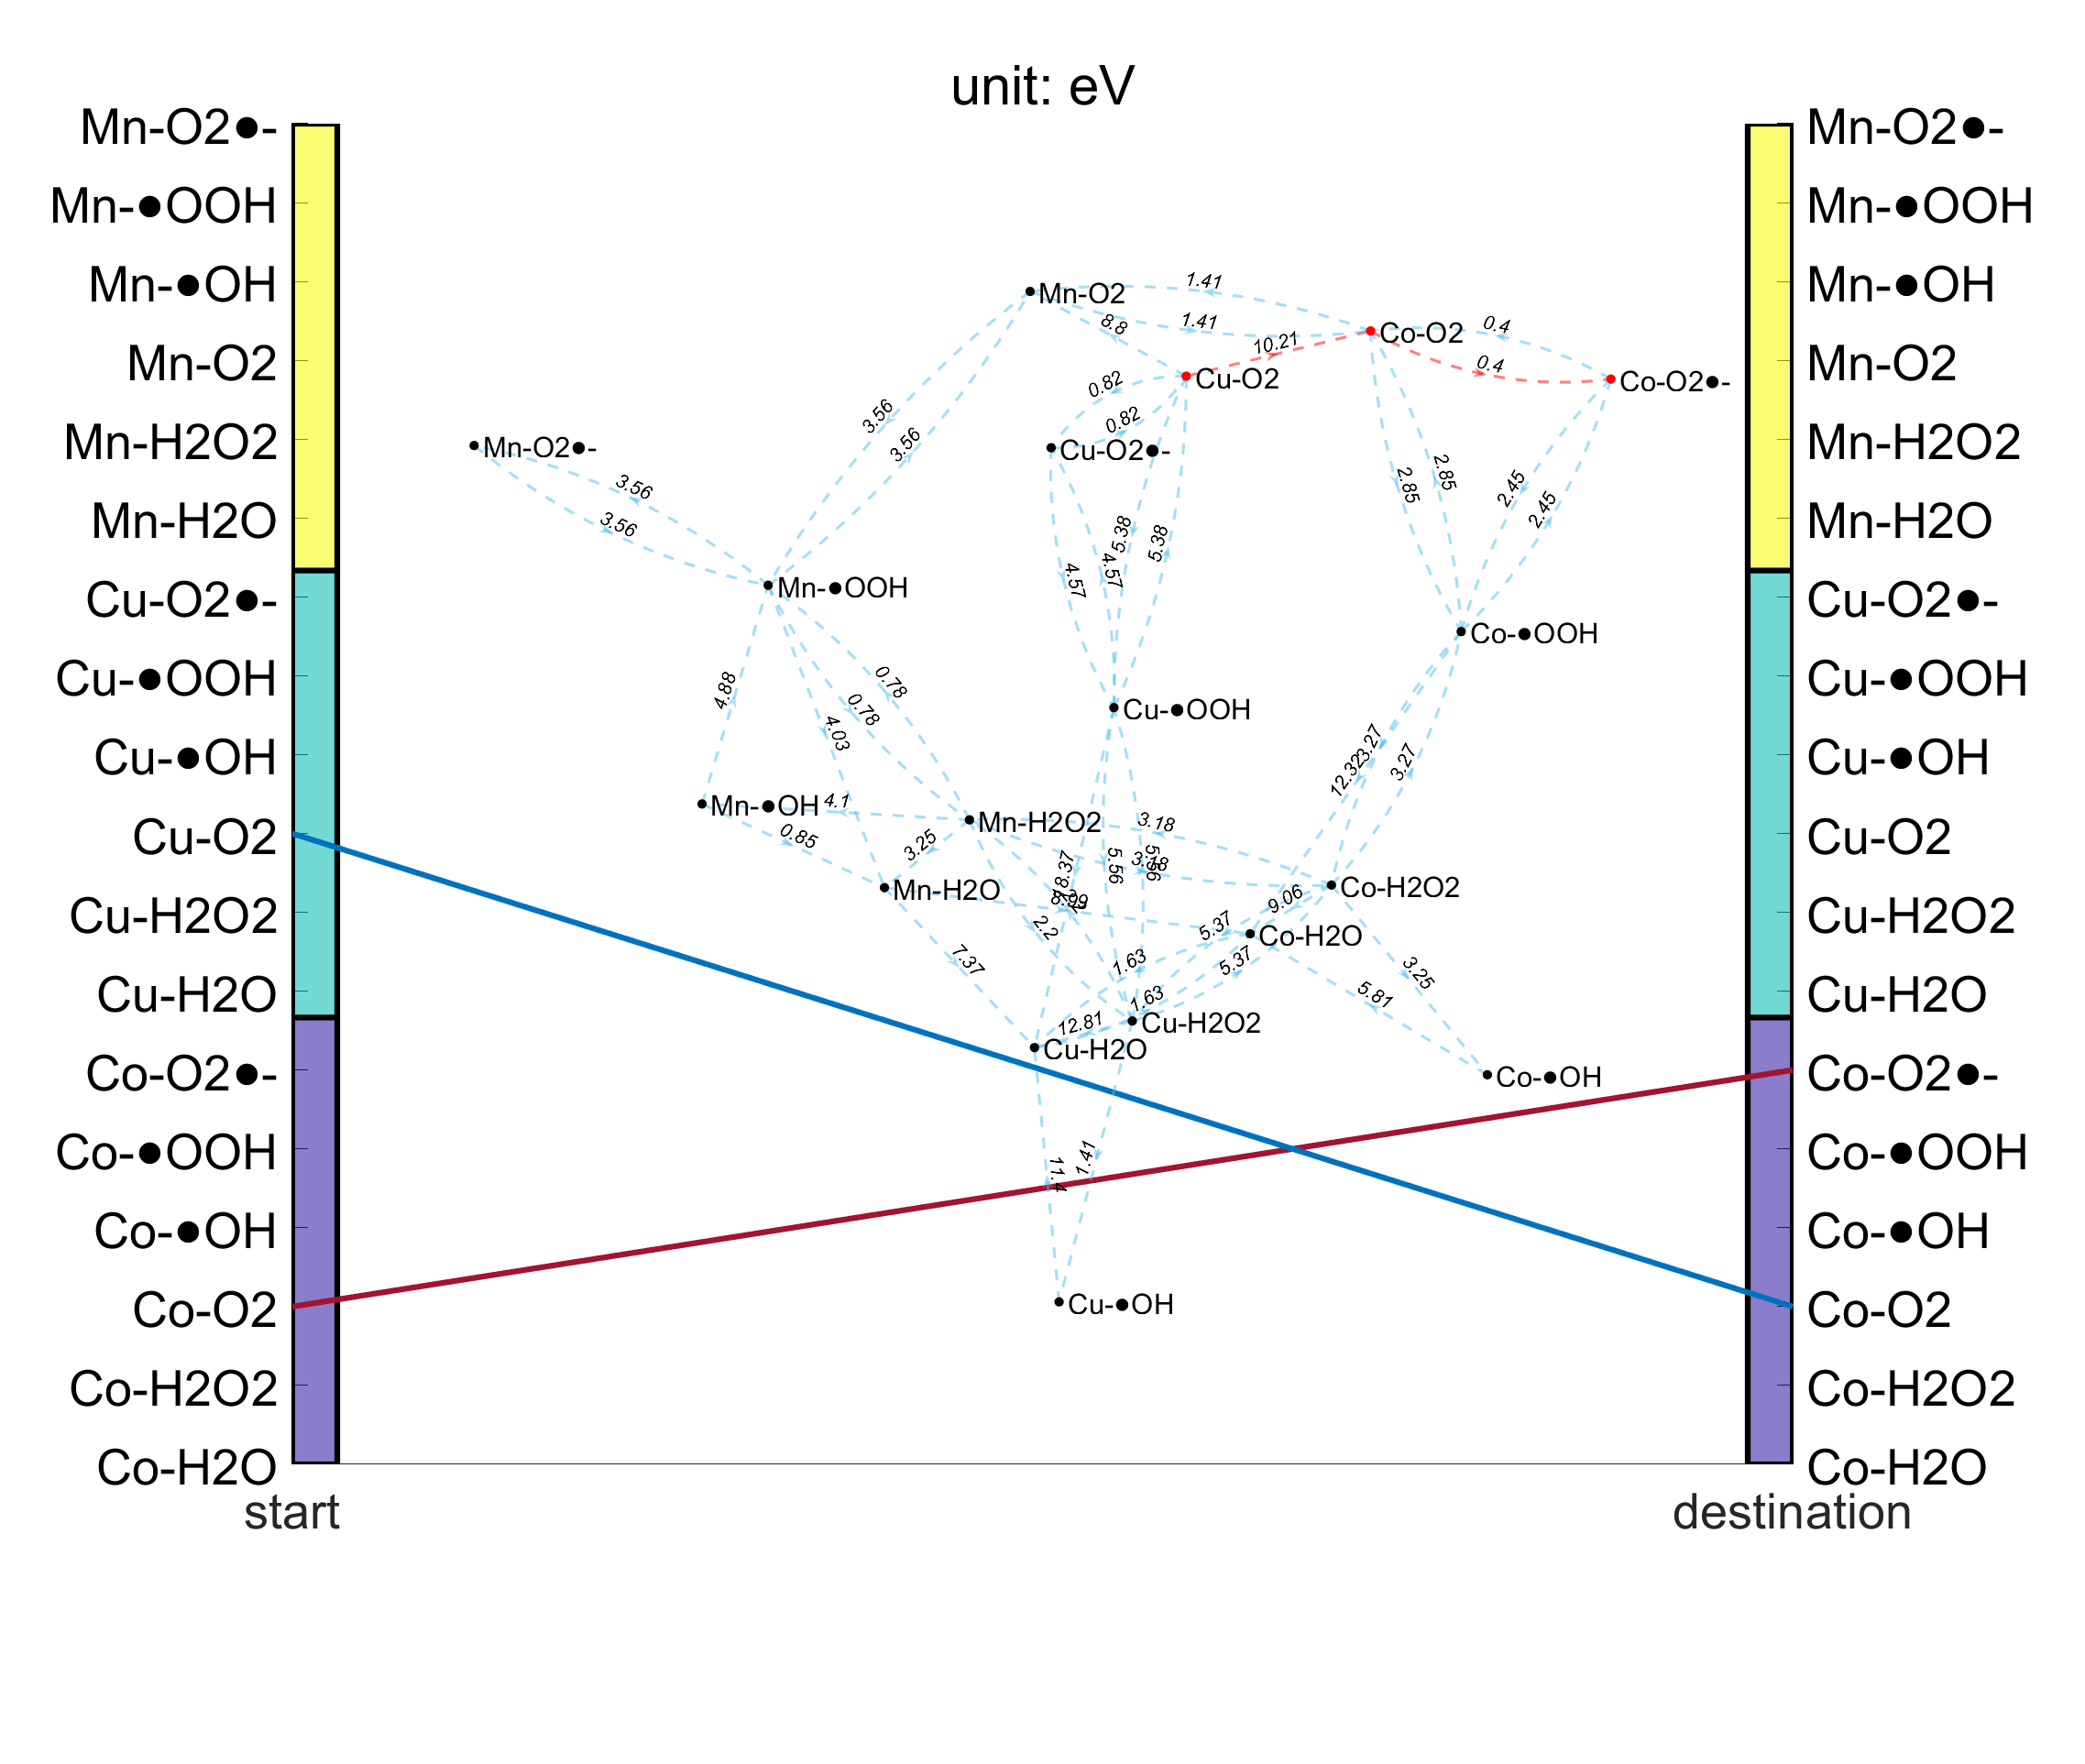 unit: eV
Mn-O2●-
Mn-●OOH
Mn-●OH
Mn-O2
Mn-H2O2
Mn-H2O
Cu-O2●-
Cu-●OOH
Cu-●OH
Cu-O2
Cu-H2O2
Cu-H2O
Co-O2●-
Co-●OOH
Co-●OH
Co-O2
Co-H2O2
Co-H2O
start
1.41
Mn-O2
8.8
1.41
10.21
Co-O2
0.4
0.4
Cu-O2
Co-O2●-
0.82
0.82
3.56
3.56
Mn-O2●-
Cu-O2●-
2.85
2.85
3.56
3.56
2.45
2.45
5.38
5.38
4.57
4.57
Mn-●OOH
Co-●OOH
4.88
0.78
0.78
4.03
Cu-●OOH
12.32
3.27
3.27
Mn-●OH
4.1
Mn-H2O2
3.18
0.85
3.25
5.56
5.56
3.18
18.37
Mn-H2O
8.99
Co-H2O2
9.06
2.2
5.37
Co-H2O
7.37
1.63
5.37
3.25
1.63
5.81
12.81
Cu-H2O2
Cu-H2O
Co-●OH
11.4
1.41
Cu-●OH
Mn-O2●-
Mn-●OOH
Mn-●OH
Mn-O2
Mn-H2O2
Mn-H2O
Cu-O2●-
Cu-●OOH
Cu-●OH
Cu-O2
Cu-H2O2
Cu-H2O
Co-O2●-
Co-●OOH
Co-●OH
Co-O2
Co-H2O2
Co-H2O
destination